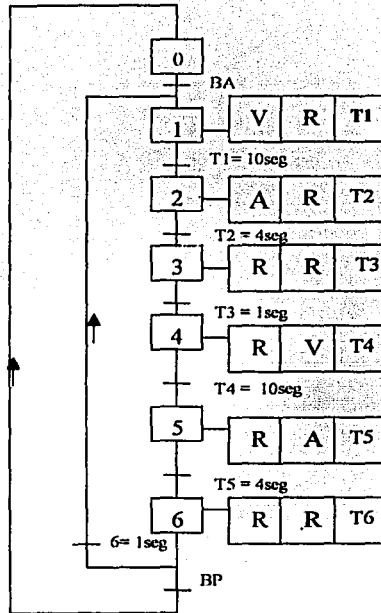 0
BA
1 V R T1
T1= 10seg
2 A R T2
T2= 4seg
3 R R T3
T3= 1seg
4 R V T4
T4= 10seg
5 R A T5
T5= 4seg
6 R R T6
6= 1seg
BP